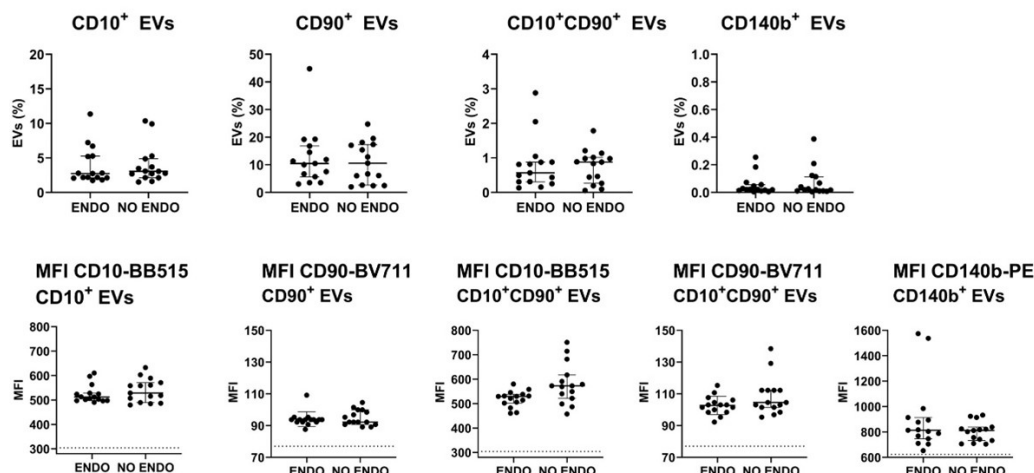 CD10⁺ EVs
EVs (%)
20
15
10
5
0
ENDO NO ENDO
CD90⁺ EVs
EVs (%)
50
40
30
20
10
0
ENDO NO ENDO
CD10⁺CD90⁺ EVs
EVs (%)
4
3
2
1
0
ENDO NO ENDO
CD140b⁺ EVs
EVs (%)
1.0
0.8
0.6
0.4
0.2
0.0
ENDO NO ENDO
MFI CD10-BB515
CD10⁺ EVs
MFI
800
700
600
500
400
300
ENDO NO ENDO
MFI CD90-BV711
CD90⁺ EVs
MFI
150
130
110
90
70
ENDO NO ENDO
MFI CD10-BB515
CD10⁺CD90⁺ EVs
MFI
800
700
600
500
400
300
ENDO NO ENDO
MFI CD90-BV711
CD10⁺CD90⁺ EVs
MFI
150
130
110
90
70
ENDO NO ENDO
MFI CD140b-PE
CD140b⁺ EVs
MFI
1600
1400
1200
1000
800
600
ENDO NO ENDO